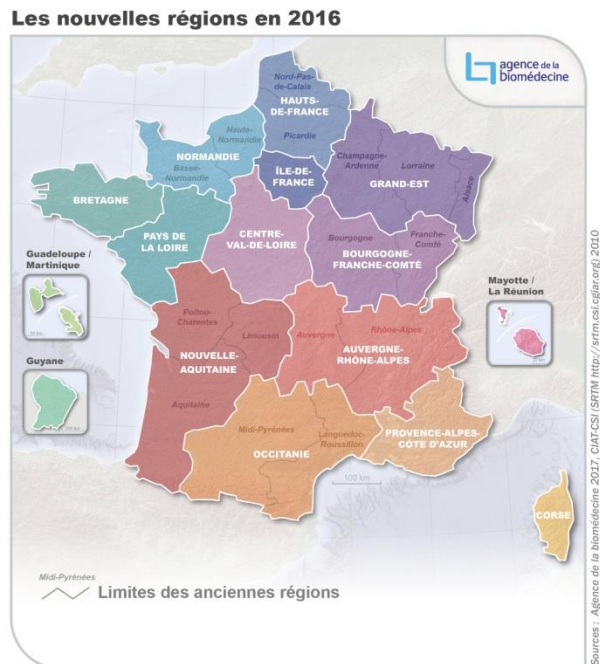 Les nouvelles régions en 2016
agence de la
biomédecine
Nord-Pas-
de-Calais
HAUTS-
DE-FRANCE
Picardie
Haute-
Normandie
NORMANDIE
Basse-
Normandie
ÎLE-DE-
FRANCE
Champagne-
Ardenne
Lorraine
GRAND-EST
Alsace
BRETAGNE
PAYS DE
LA LOIRE
CENTRE-
VAL-DE-LOIRE
Bourgogne
Franche-
Comté
BOURGOGNE-
FRANCHE-COMTÉ
Guadeloupe /
Martinique
Guyane
Mayotte /
La Réunion
Poitou-
Charentes
Limousin
NOUVELLE-
AQUITAINE
Aquitaine
Auvergne
Rhône-Alpes
AUVERGNE-
RHÔNE-ALPES
Midi-Pyrénées
Languedoc-
Roussillon
OCCITANIE
PROVENCE-ALPES-
CÔTE D'AZUR
100 km
CORSE
Midi-Pyrénées
Limites des anciennes régions
Sources : Agence de la biomédecine 2017, CIAT-CSI (SRTM http://srtm.csi.cgiar.org) 2010